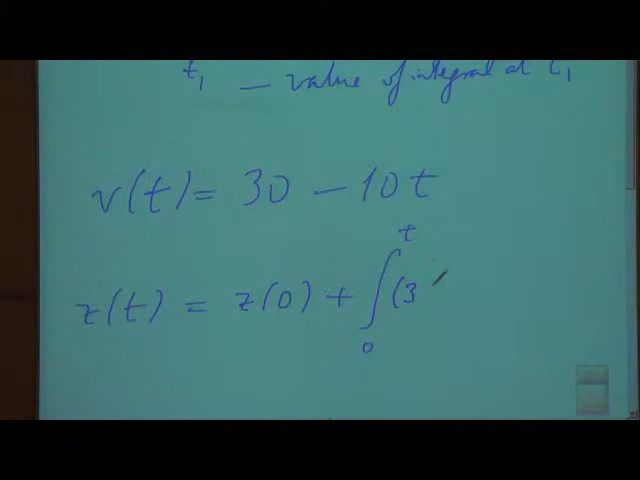 t₁ — value of integral at t₁
v(t) = 30 — 10t
z(t) = z(0) + ∫₀ᵗ (3